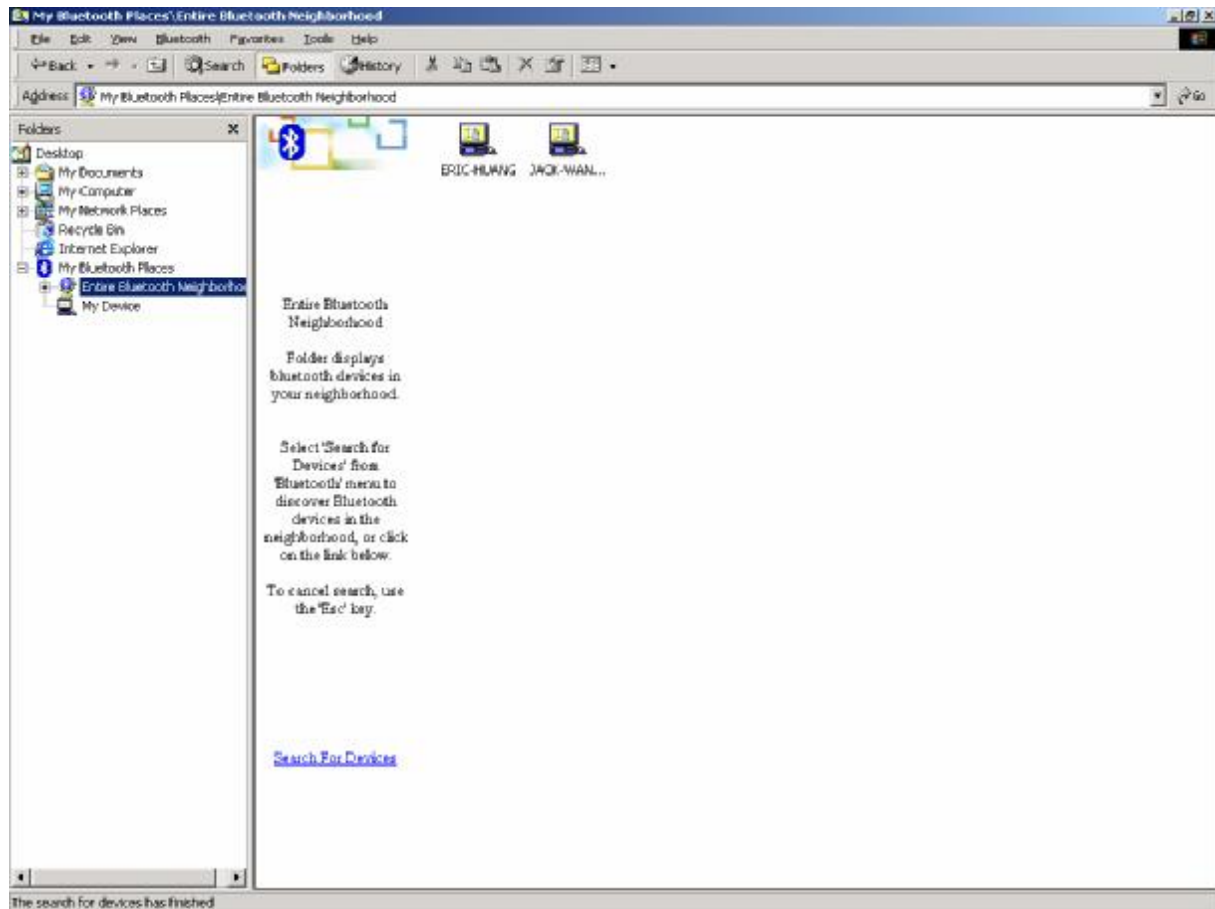 My Bluetooth Places\Entire Bluetooth Neighborhood
File Edit View Bluetooth Favorites Tools Help
Back Search Folders History
Address My Bluetooth Places\Entire Bluetooth Neighborhood Go
Folders
Desktop
My Documents
My Computer
My Network Places
Recycle Bin
Internet Explorer
My Bluetooth Places
Entire Bluetooth Neighborhoo
My Device
ERIC-HUANG JACK-WAN...
Entire Bluetooth
Neighborhood
Folder displays
bluetooth devices in
your neighborhood.
Select 'Search for
Devices' from
'Bluetooth' menu to
discover Bluetooth
devices in the
neighborhood, or click
on the link below.
To cancel search, use
the 'Esc' key.
Search For Devices
The search for devices has finished